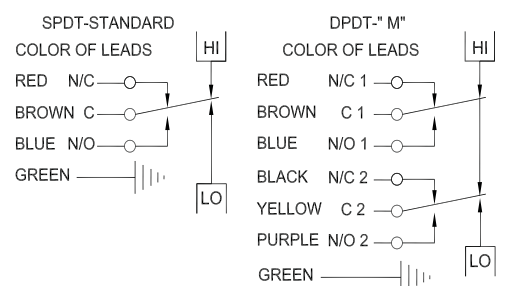 SPDT-STANDARD
COLOR OF LEADS
HI
RED N/C
BROWN C
BLUE N/O
GREEN
LO
DPDT-" M"
COLOR OF LEADS
HI
RED N/C 1
BROWN C 1
BLUE N/O 1
BLACK N/C 2
YELLOW C 2
PURPLE N/O 2
LO
GREEN